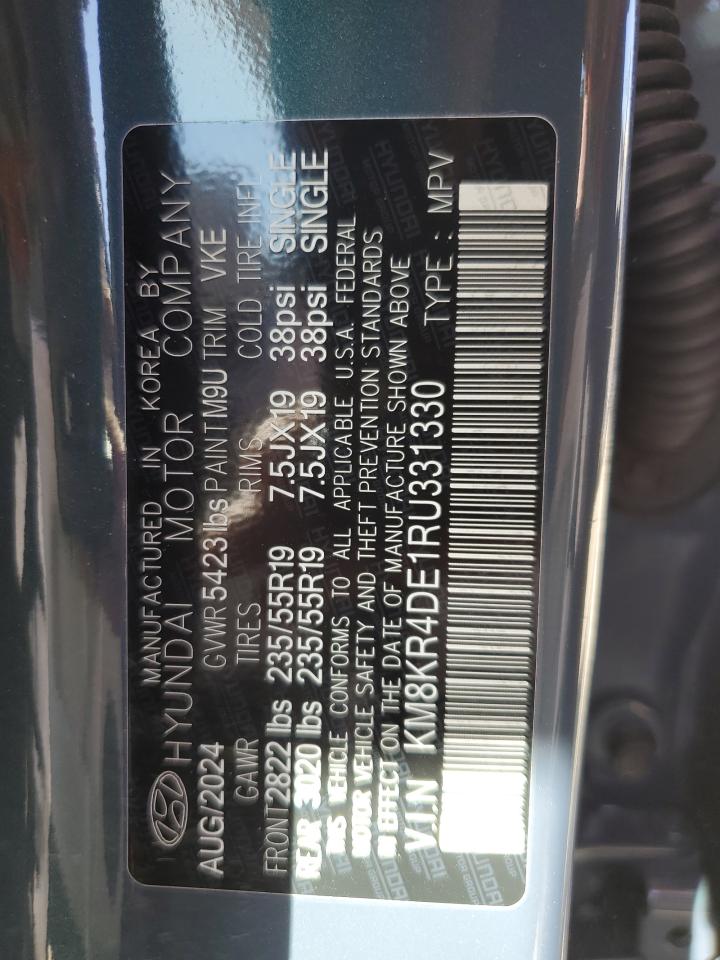 MANUFACTURED IN KOREA BY
HYUNDAI MOTOR COMPANY
AUG/2024 GVWR 5423lbs PAINT M9U TRIM VKE
GAWR TIRES RIMS COLD TIRE INFL
FRONT 2822 lbs 235/55R19 7.5JX19 38psi SINGLE
REAR 3020 lbs 235/55R19 7.5JX19 38psi SINGLE
THIS VEHICLE CONFORMS TO ALL APPLICABLE U.S.A. FEDERAL
MOTOR VEHICLE SAFETY AND THEFT PREVENTION STANDARDS
IN EFFECT ON THE DATE OF MANUFACTURE SHOWN ABOVE
V.I.N KM8KR4DE1RU331330 TYPE : MPV